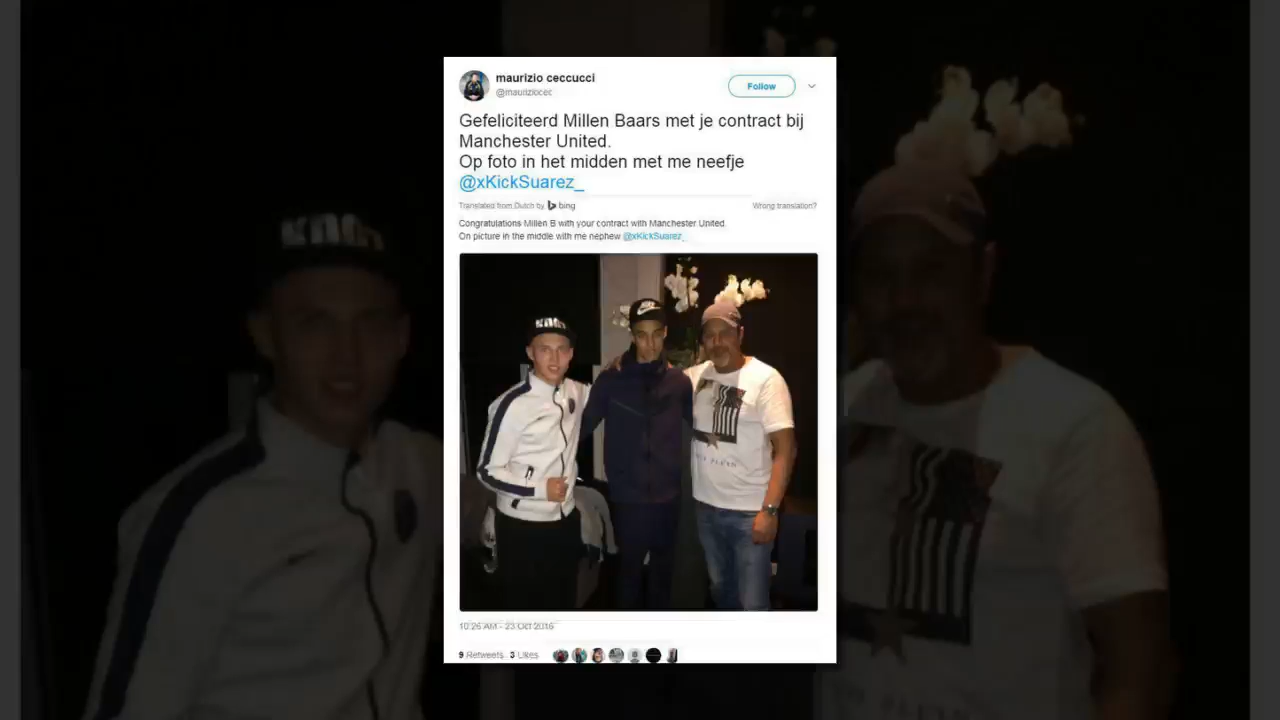 maurizio ceccucci
@mauriziocec
Follow
Gefeliciteerd Millen Baars met je contract bij
Manchester United.
Op foto in het midden met me neefje
@xKickSuarez_
Translated from Dutch by bing
Wrong translation?
Congratulations Millen B with your contract with Manchester United.
On picture in the middle with me nephew @xKickSuarez_
10:26 AM - 23 Oct 2016
9 Retweets 3 Likes